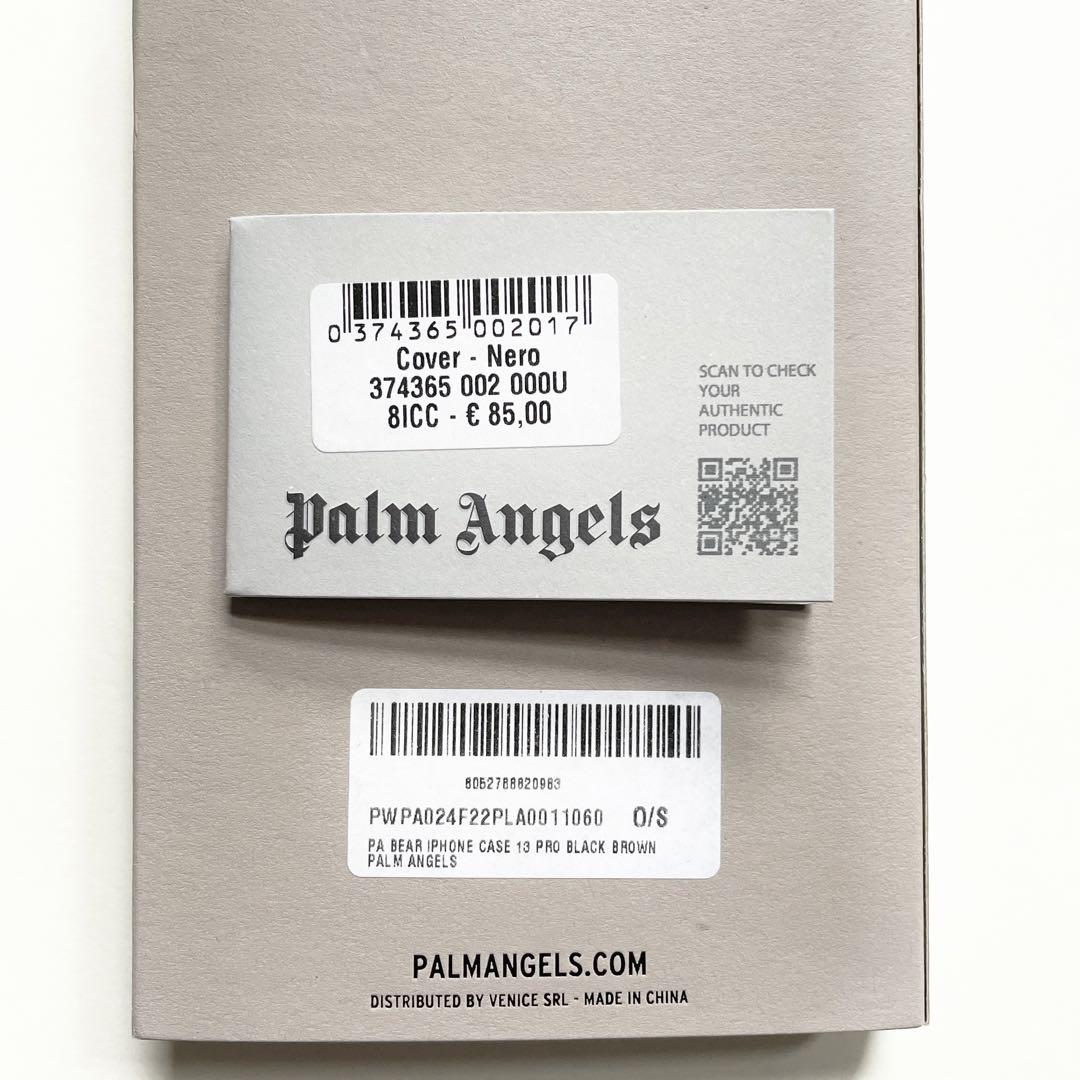 0 374365 002017
Cover - Nero
374365 002 000U
8ICC - € 85,00
SCAN TO CHECK
YOUR
AUTHENTIC
PRODUCT
Palm Angels
8052788820983
PWPA024F22PLA0011060 O/S
PA BEAR IPHONE CASE 13 PRO BLACK BROWN
PALM ANGELS
PALMANGELS.COM
DISTRIBUTED BY VENICE SRL - MADE IN CHINA